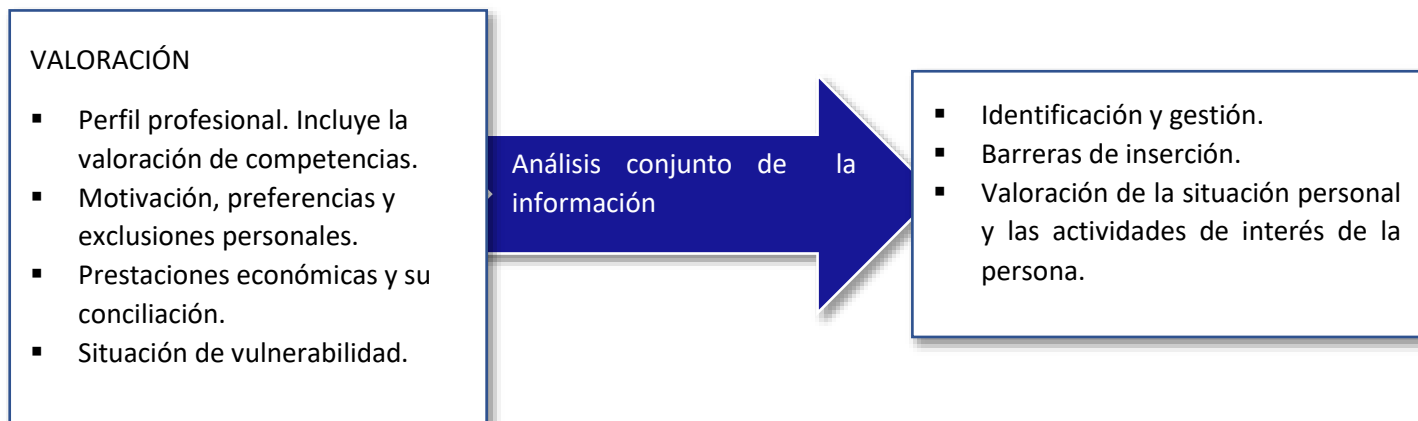 VALORACIÓN
▪ Perfil profesional. Incluye la
valoración de competencias.
▪ Motivación, preferencias y
exclusiones personales.
▪ Prestaciones económicas y su
conciliación.
▪ Situación de vulnerabilidad.
Análisis conjunto de la
información
▪ Identificación y gestión.
▪ Barreras de inserción.
▪ Valoración de la situación personal
y las actividades de interés de la
persona.